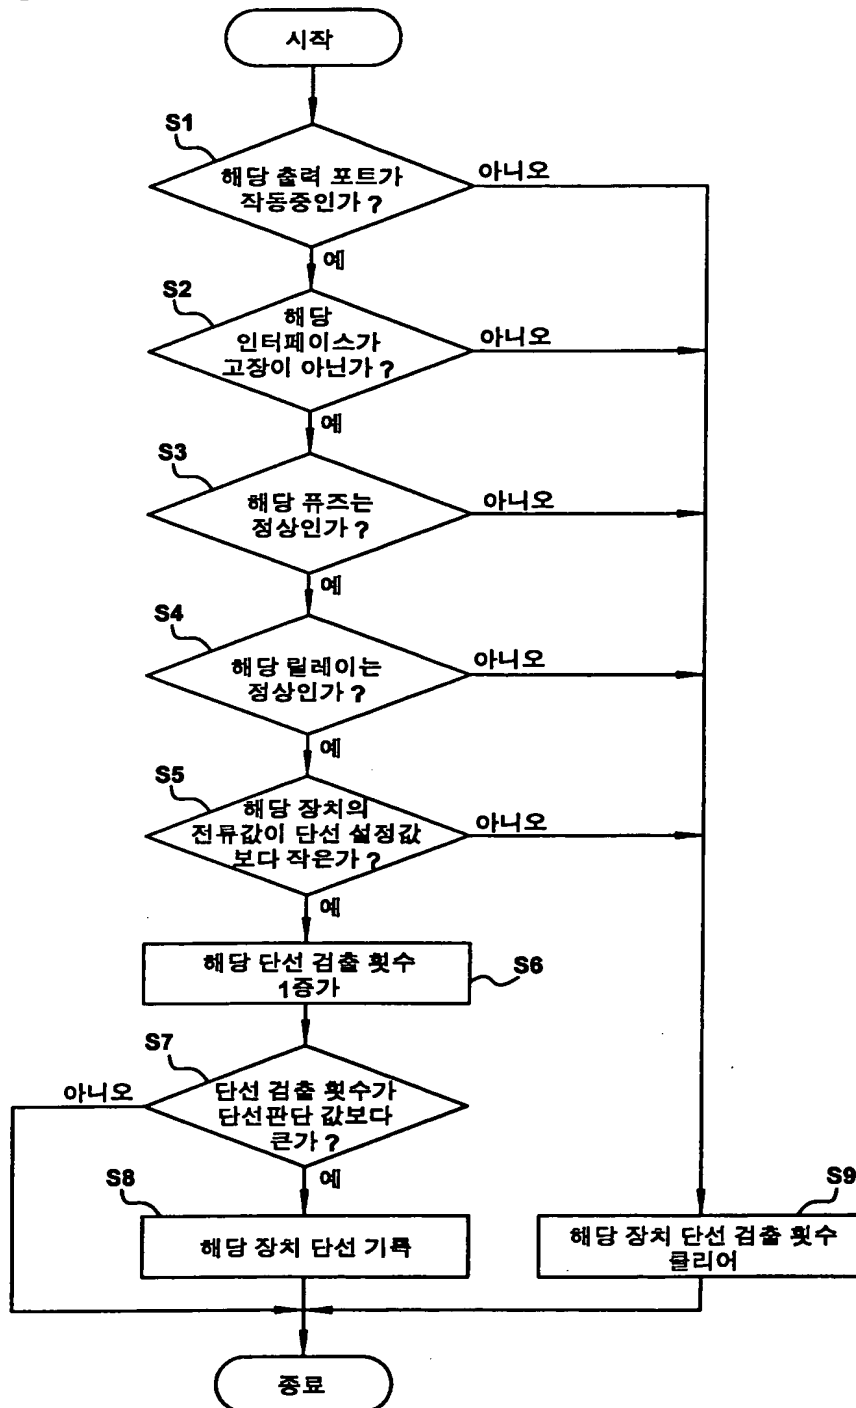 시작
S1
해당 출력 포트가
작동중인가 ?
아니오
예
S2
해당
인터페이스가
고장이 아닌가 ?
아니오
예
S3
해당 퓨즈는
정상인가 ?
아니오
예
S4
해당 릴레이는
정상인가 ?
아니오
예
S5
해당 장치의
전류값이 단선 설정값
보다 작은가 ?
아니오
예
해당 단선 검출 횟수
1증가
S6
S7
아니오
단선 검출 횟수가
단선판단 값보다
큰가 ?
예
S8
해당 장치 단선 기록
S9
해당 장치 단선 검출 횟수
클리어
종료